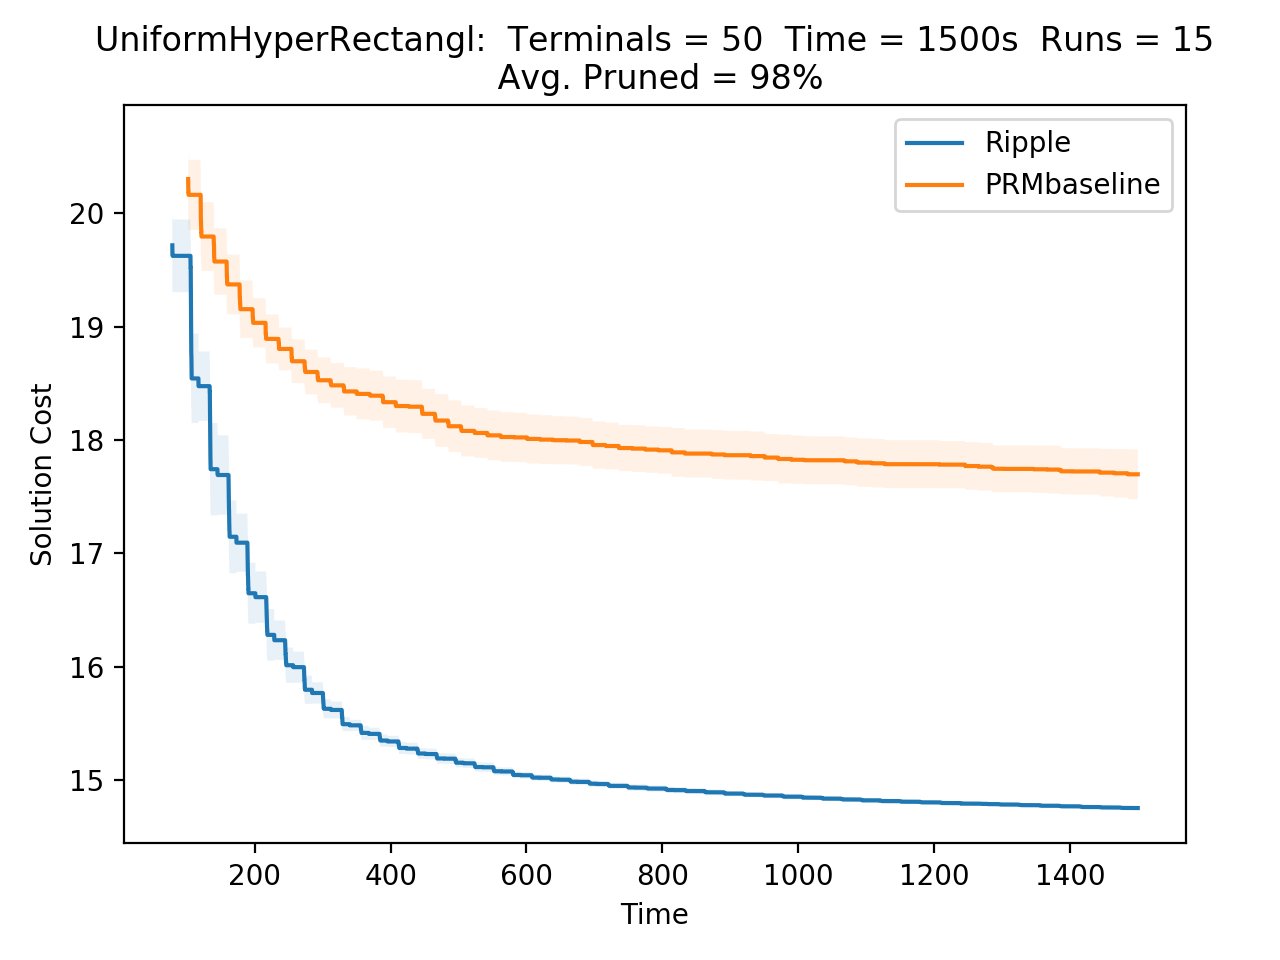 UniformHyperRectangl: Terminals = 50 Time = 1500s Runs = 15
Avg. Pruned = 98%
Ripple
PRMbaseline
Solution Cost
20
19
18
17
16
15
200 400 600 800 1000 1200 1400
Time